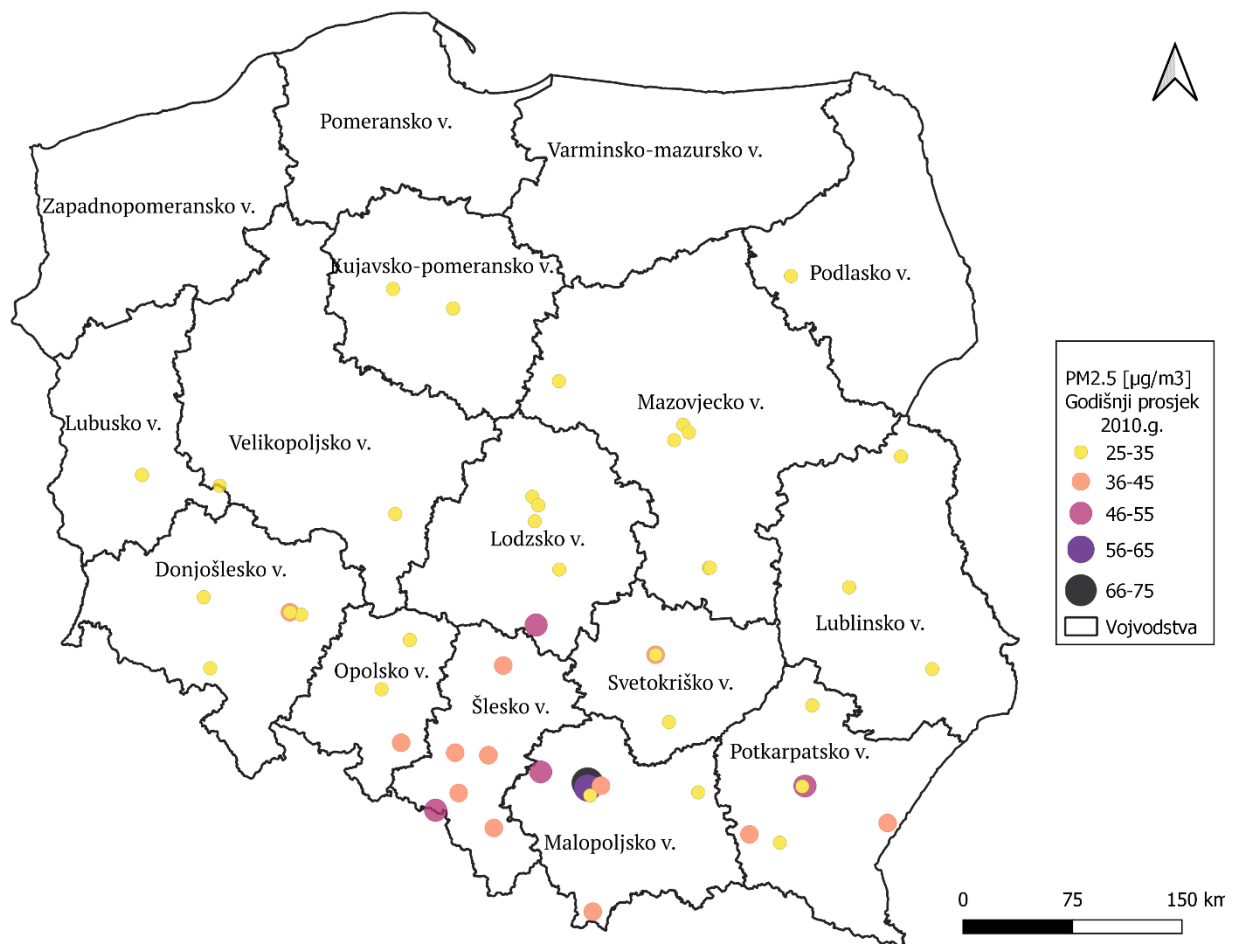 Pomeransko v.
Varminsko-mazursko v.
Zapadnopomeransko v.
Kujavsko-pomeransko v.
Podlasko v.
Mazovjecko v.
Lubusko v.
Velikopoljsko v.
Lodzsko v.
Donjošlesko v.
Lublinsko v.
Opolsko v.
Svetokriško v.
Šlesko v.
Potkarpatsko v.
Malopoljsko v.
PM2.5 [µg/m3]
Godišnji prosjek
2010.g.
25-35
36-45
46-55
56-65
66-75
Vojvodstva
0 75 150 km